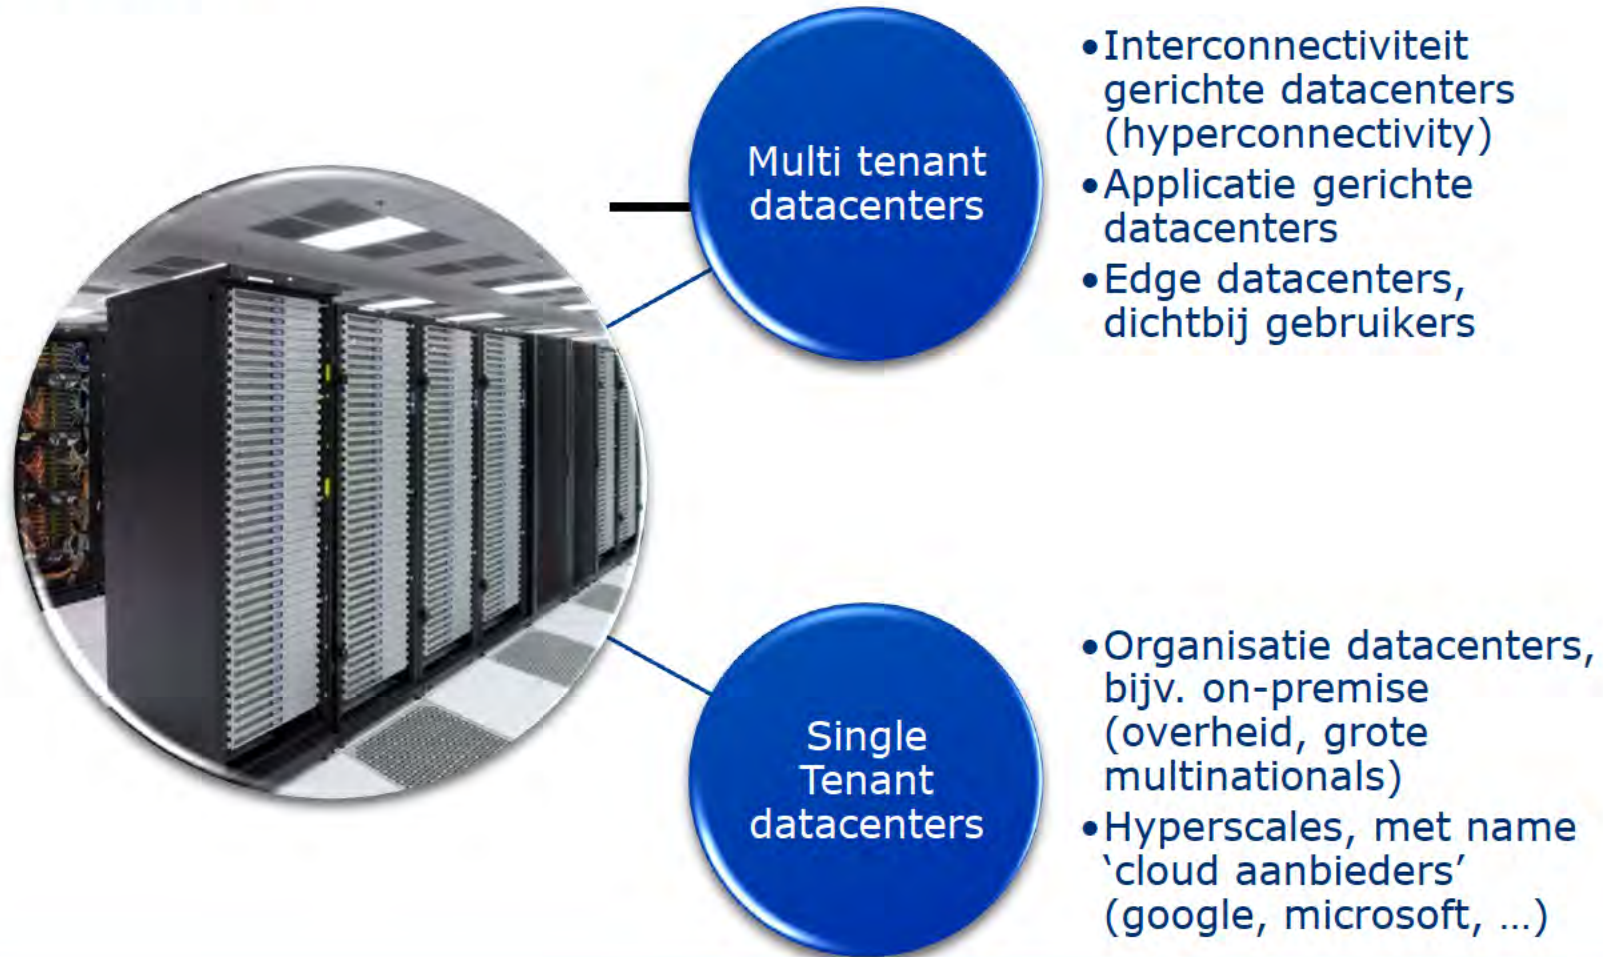 Multi tenant
datacenters
•Interconnectiviteit
gerichte datacenters
(hyperconnectivity)
•Applicatie gerichte
datacenters
•Edge datacenters,
dichtbij gebruikers
Single
Tenant
datacenters
•Organisatie datacenters,
bijv. on-premise
(overheid, grote
multinationals)
•Hyperscales, met name
‘cloud aanbieders’
(google, microsoft, …)